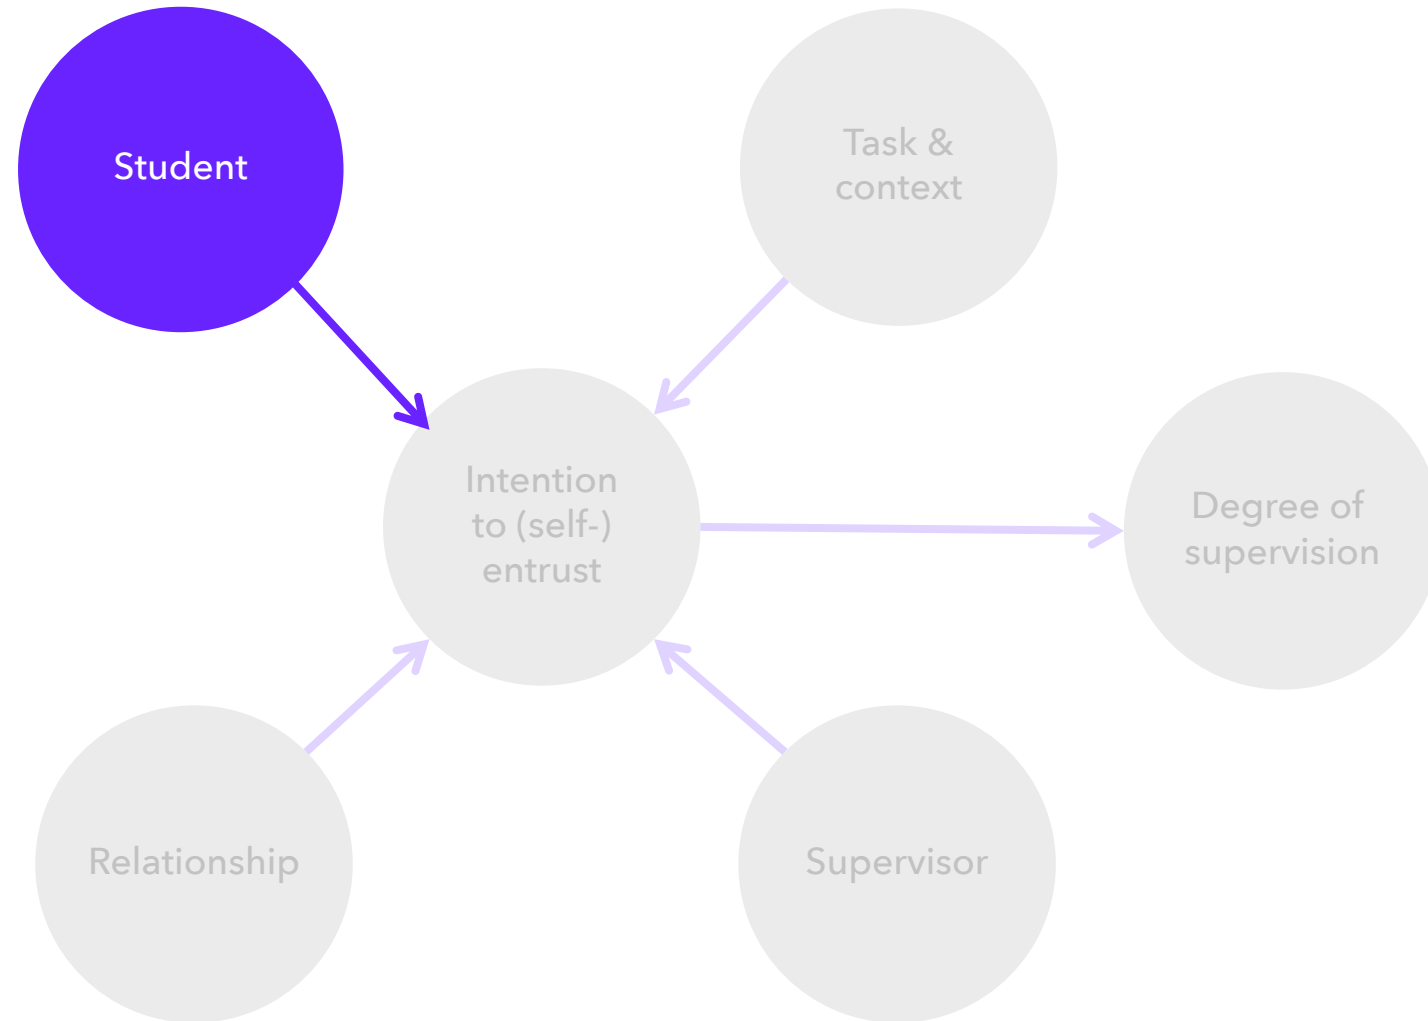 Student
Task &
context
Intention
to (self-)
entrust
Degree of
supervision
Relationship
Supervisor